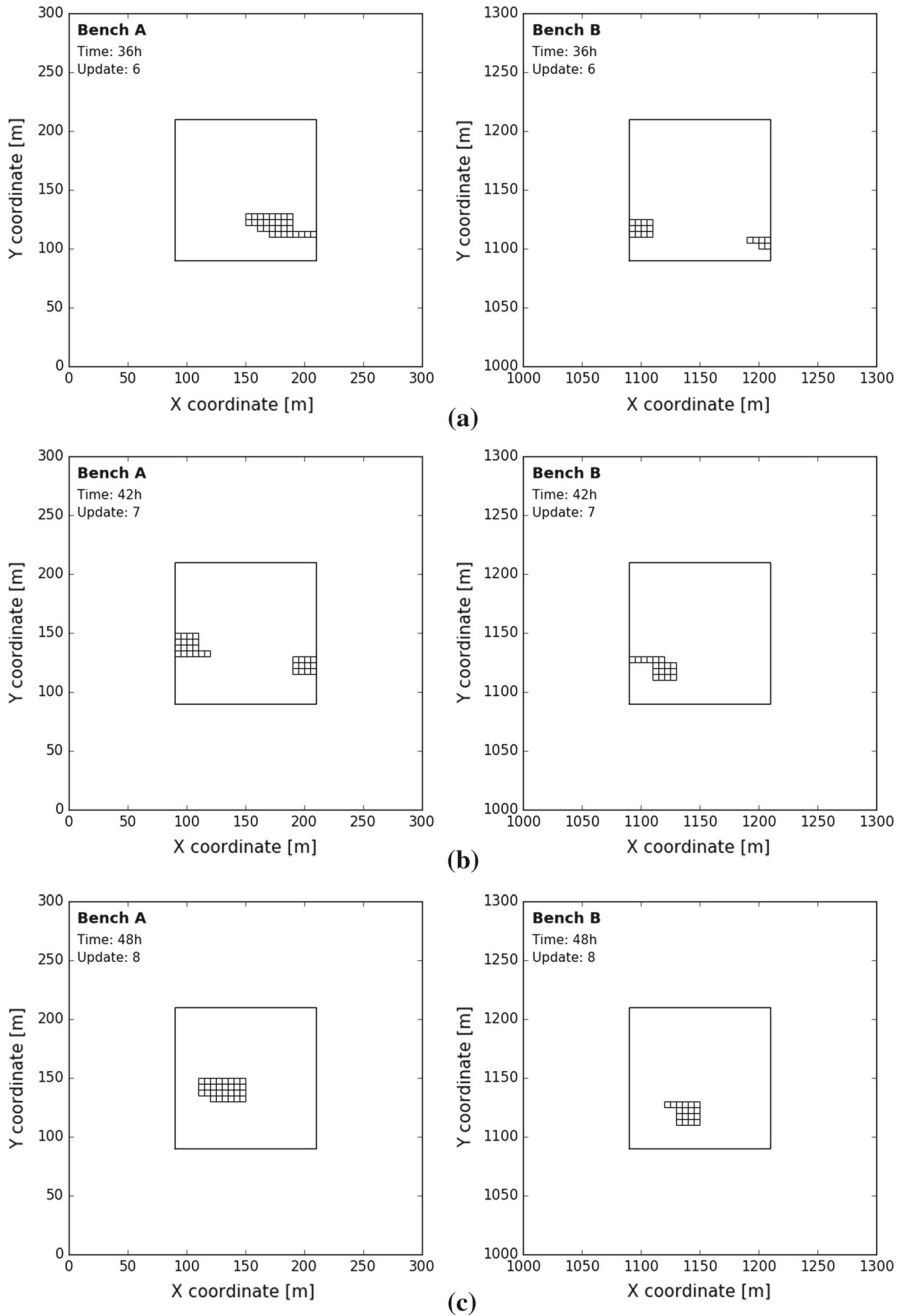 Bench A
Time: 36h
Update: 6
Y coordinate [m]
300
250
200
150
100
50
0
0 50 100 150 200 250 300
X coordinate [m]
Bench B
Time: 36h
Update: 6
Y coordinate [m]
1300
1250
1200
1150
1100
1050
1000
1000 1050 1100 1150 1200 1250 1300
X coordinate [m]
(a)
Bench A
Time: 42h
Update: 7
Y coordinate [m]
300
250
200
150
100
50
0
0 50 100 150 200 250 300
X coordinate [m]
Bench B
Time: 42h
Update: 7
Y coordinate [m]
1300
1250
1200
1150
1100
1050
1000
1000 1050 1100 1150 1200 1250 1300
X coordinate [m]
(b)
Bench A
Time: 48h
Update: 8
Y coordinate [m]
300
250
200
150
100
50
0
0 50 100 150 200 250 300
X coordinate [m]
Bench B
Time: 48h
Update: 8
Y coordinate [m]
1300
1250
1200
1150
1100
1050
1000
1000 1050 1100 1150 1200 1250 1300
X coordinate [m]
(c)